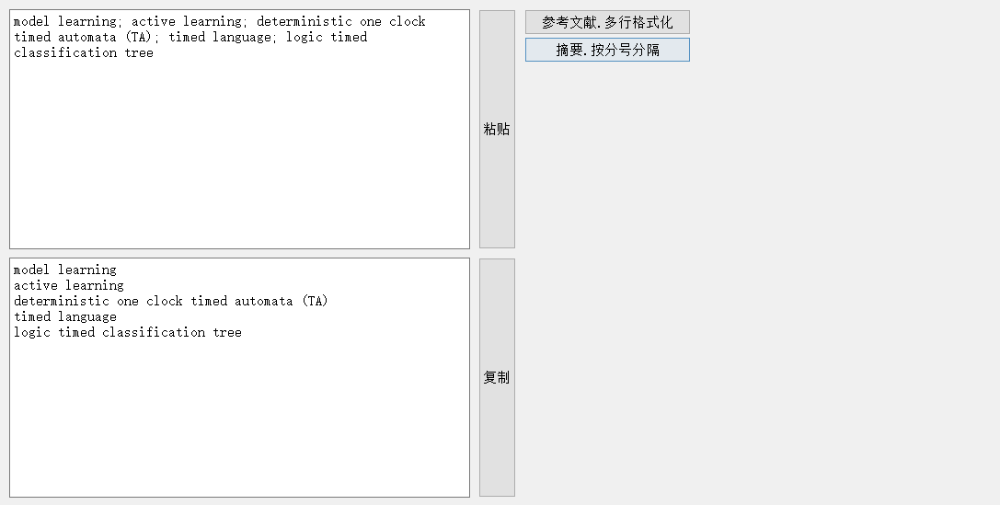 model learning; active learning; deterministic one clock
timed automata (TA); timed language; logic timed
classification tree
粘贴
参考文献.多行格式化
摘要.按分号分隔
model learning
active learning
deterministic one clock timed automata (TA)
timed language
logic timed classification tree
复制